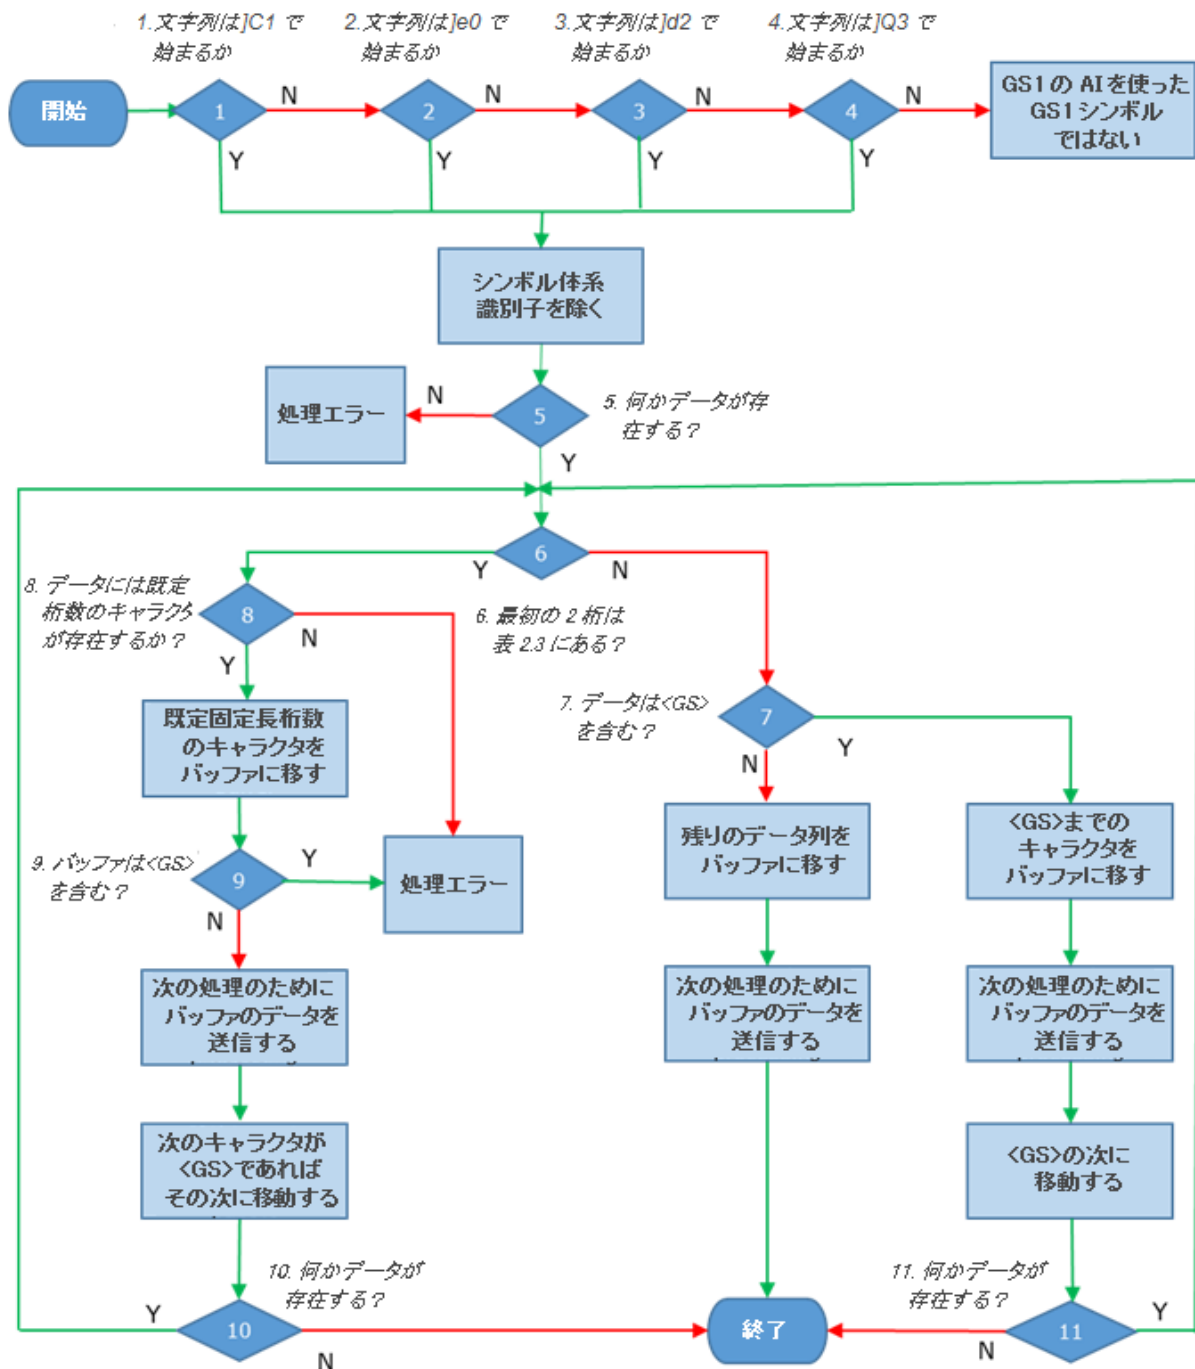 1.文字列は]C1 で
始まるか
2.文字列は]e0 で
始まるか
3.文字列は]d2 で
始まるか
4.文字列は]Q3 で
始まるか
開始
1
N
2
N
3
N
4
N
GS1 の AI を使った
GS1 シンボル
ではない
Y
Y
Y
Y
シンボル体系
識別子を除く
処理エラー
N
5
5. 何かデータが存
在する？
Y
6
Y
N
8. データには既定
桁数のキャラクタ
が存在するか？
8
N
Y
6. 最初の 2 桁は
表 2.3 にある？
既定固定長桁数
のキャラクタを
バッファに移す
7. データは<GS>
を含む？
7
Y
N
残りのデータ列を
バッファに移す
<GS>までの
キャラクタを
バッファに移す
9. バッファは<GS>
を含む？
9
Y
処理エラー
N
次の処理のために
バッファのデータを
送信する
次の処理のために
バッファのデータを
送信する
次の処理のために
バッファのデータを
送信する
次のキャラクタが
<GS>であれば
その次に移動する
<GS>の次に
移動する
10. 何かデータが
存在する？
11. 何かデータが
存在する？
Y
10
N
終了
N
11
Y